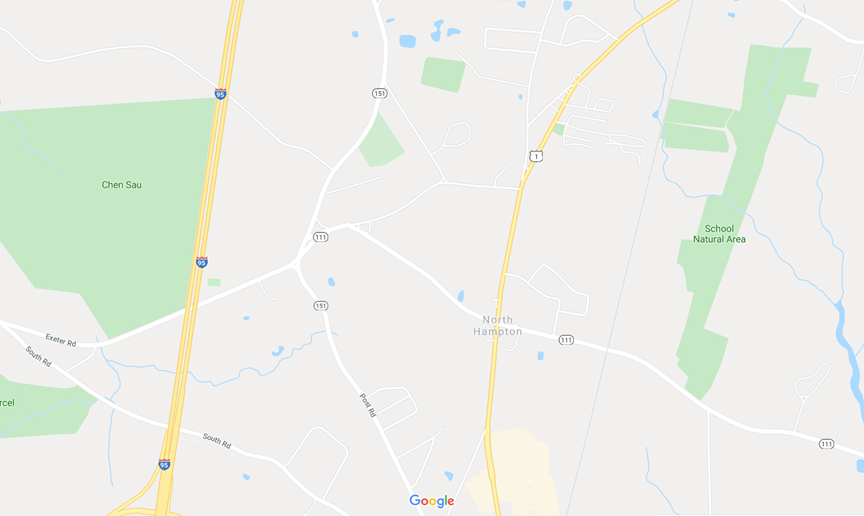 151
95
1
Chen Sau
School
Natural Area
111
95
151
North
Hampton
Exeter Rd
111
South Rd
Post Rd
rcel
South Rd
111
95
Google